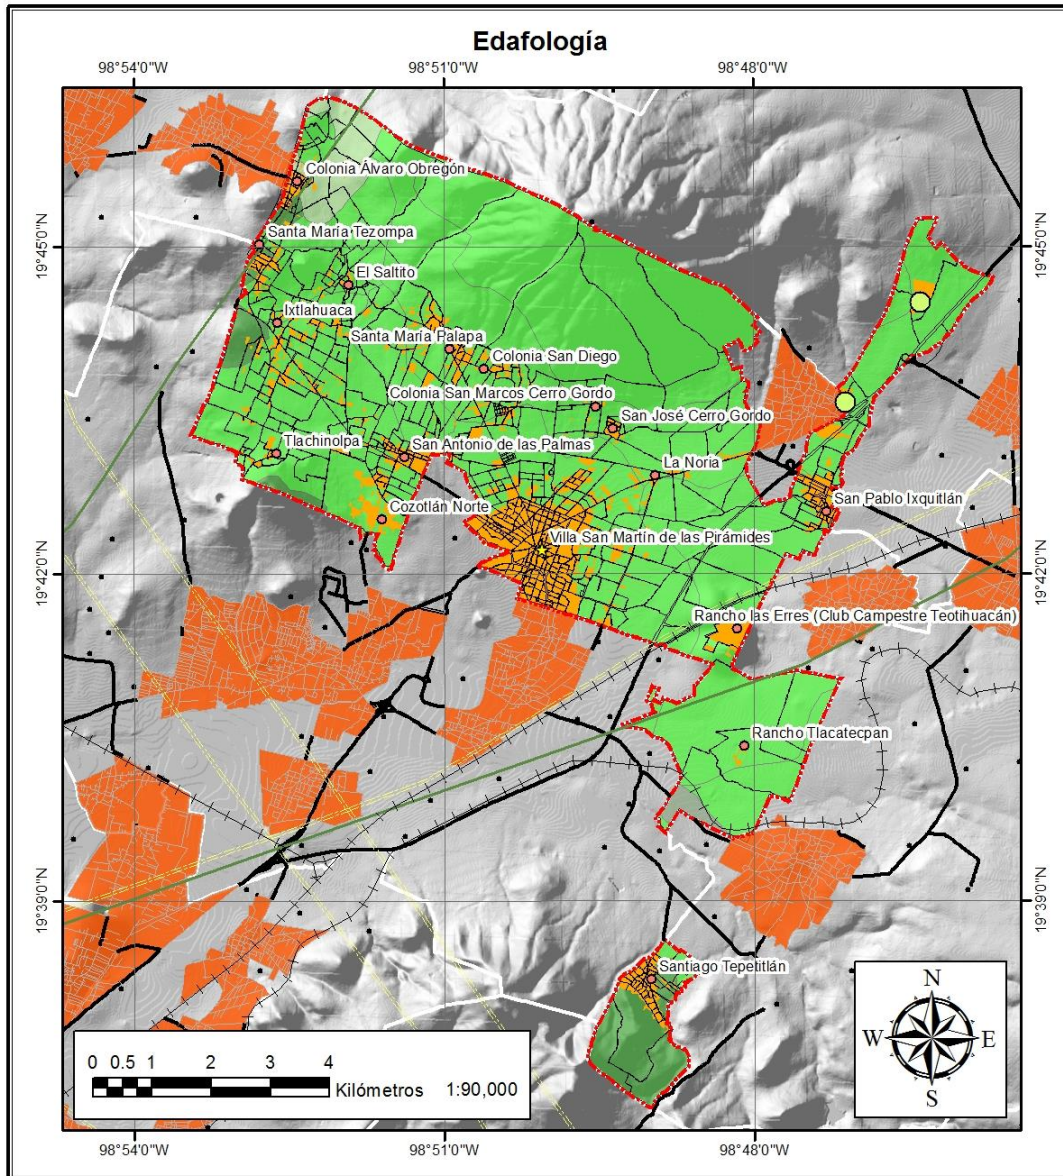 Edafología
98°54'0"W 98°51'0"W 98°48'0"W
Colonia Álvaro Obregón
Santa María Tezompa
19°45'0"N 19°45'0"N
El Saltito
Ixtlahuaca
Santa María Palapa
Colonia San Diego
Colonia San Marcos Cerro Gordo
San José Cerro Gordo
Tlachinolpa
San Antonio de las Palmas
La Noria
Cozotlán Norte
San Pablo Ixquitlán
Villa San Martín de las Pirámides
19°42'0"N 19°42'0"N
Rancho las Erres (Club Campestre Teotihuacán)
Rancho Tlacatecpan
19°39'0"N 19°39'0"N
Santiago Tepetitlán
N
W E
S
0 0.5 1 2 3 4
Kilómetros 1:90,000
98°54'0"W 98°51'0"W 98°48'0"W